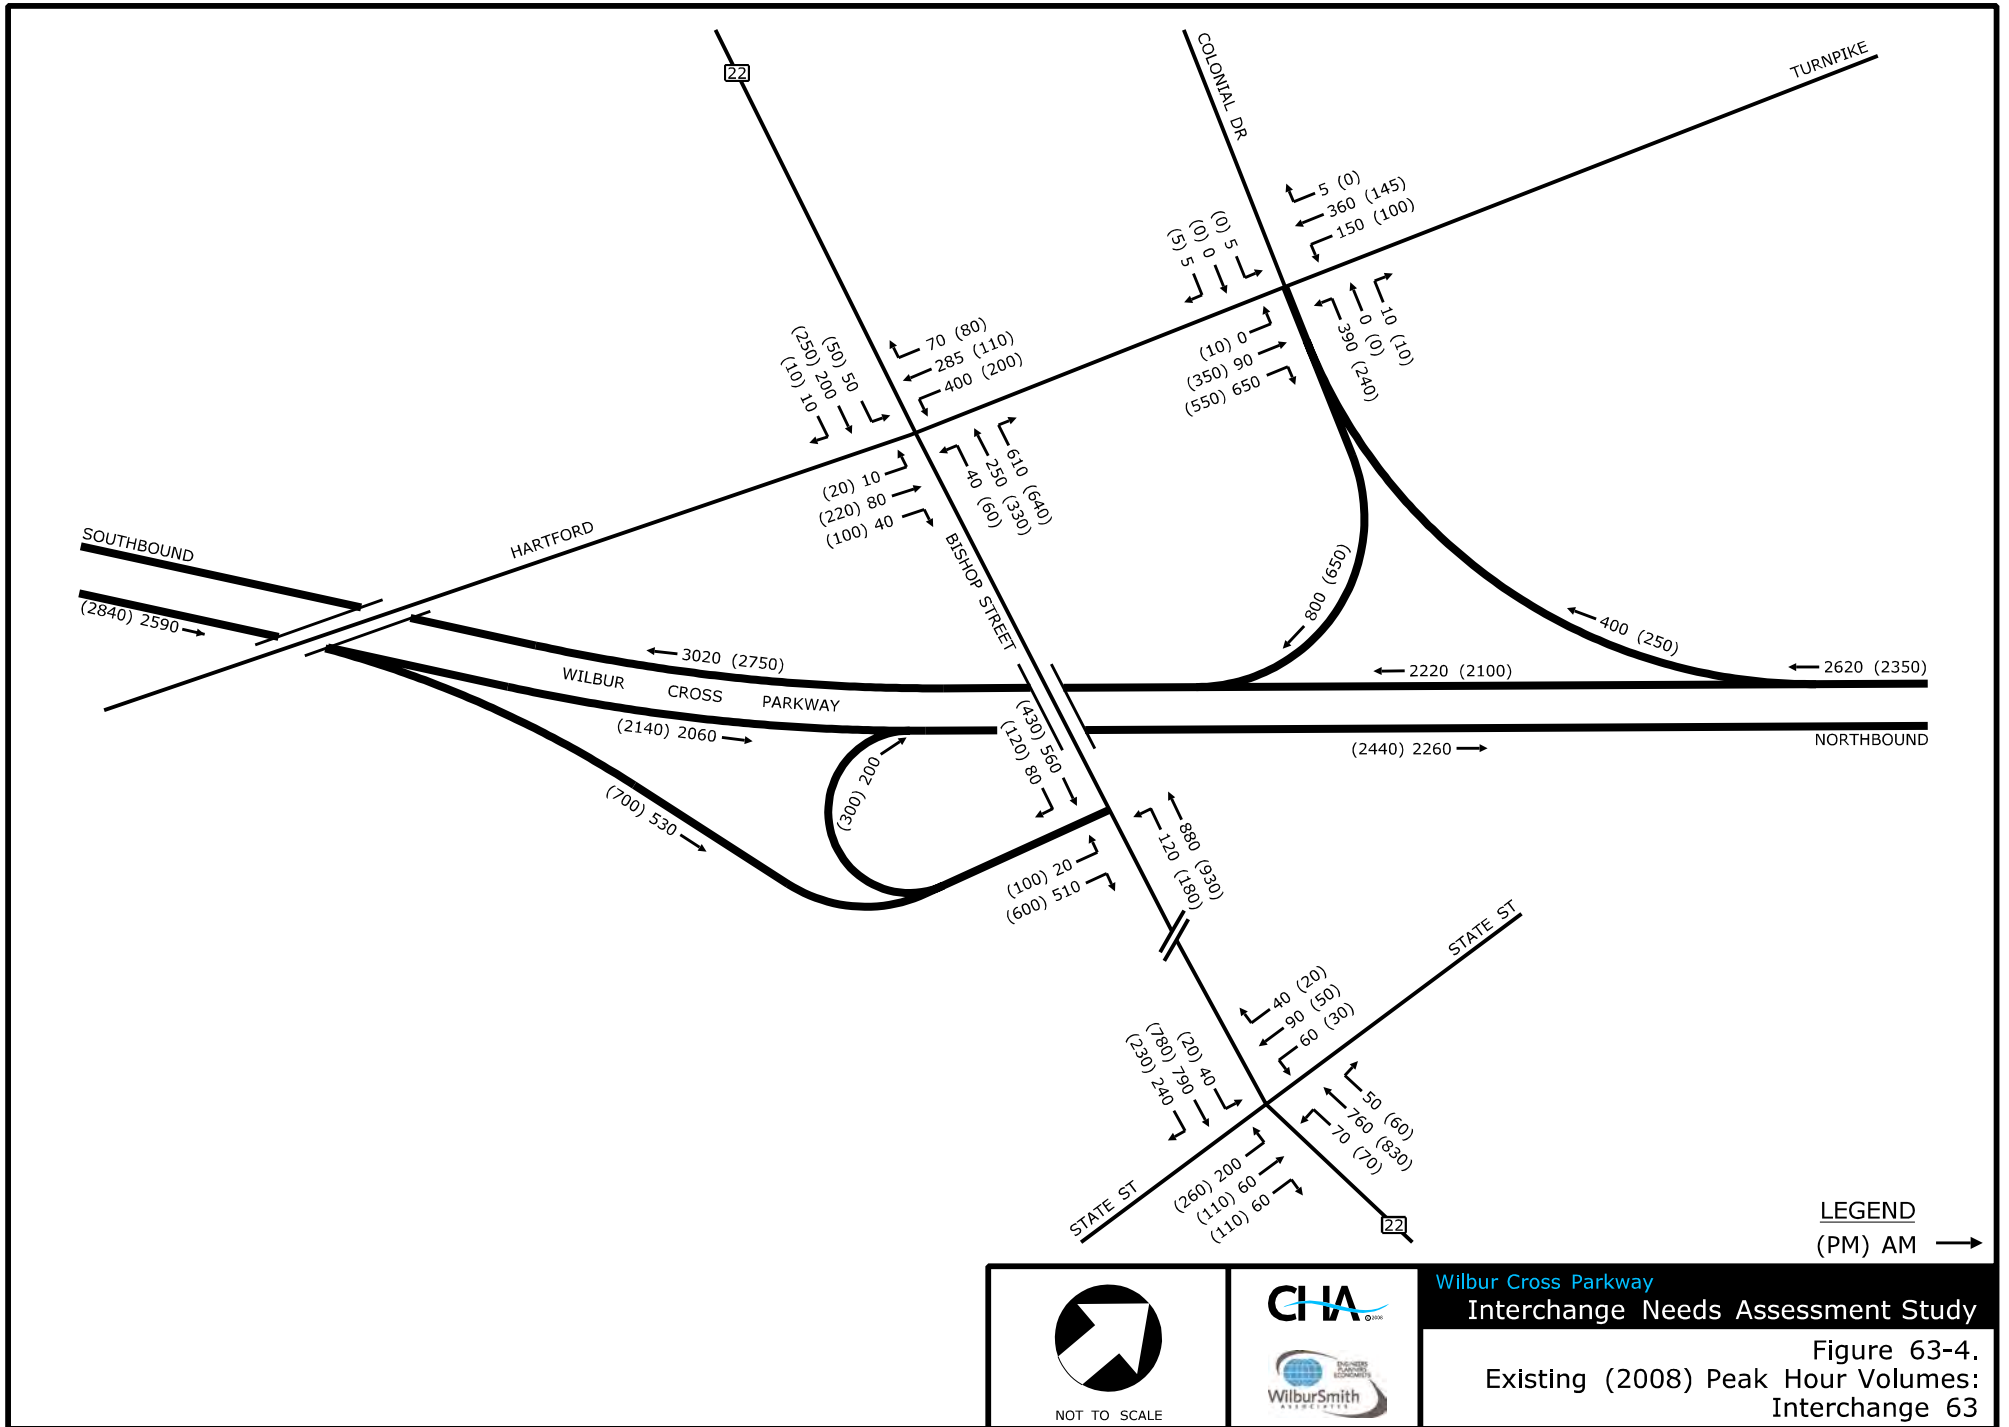 22
COLONIAL DR
TURNPIKE
5 (0)
360 (145)
150 (100)
(0) 5
(0) 0
(5) 5
10 (10)
0 (0)
390 (240)
(10) 0
(350) 90
(550) 650
70 (80)
285 (110)
400 (200)
(50) 50
(250) 200
(10) 10
(20) 10
(220) 80
(100) 40
610 (640)
250 (330)
40 (60)
HARTFORD
BISHOP STREET
SOUTHBOUND
(2840) 2590
800 (650)
400 (250)
3020 (2750)
2220 (2100)
2620 (2350)
WILBUR CROSS PARKWAY
(2140) 2060
(2440) 2260
NORTHBOUND
(430) 560
(120) 80
(300) 200
(700) 530
(100) 20
(600) 510
880 (930)
120 (180)
STATE ST
40 (20)
90 (50)
60 (30)
(20) 40
(780) 790
(230) 240
50 (60)
760 (830)
70 (70)
(260) 200
(110) 60
(110) 60
STATE ST
22
LEGEND
(PM) AM
NOT TO SCALE
CHA
©2008
ENGINEERS
PLANNERS
ECONOMISTS
WilburSmith
ASSOCIATES
Wilbur Cross Parkway
Interchange Needs Assessment Study
Figure 63-4.
Existing (2008) Peak Hour Volumes:
Interchange 63